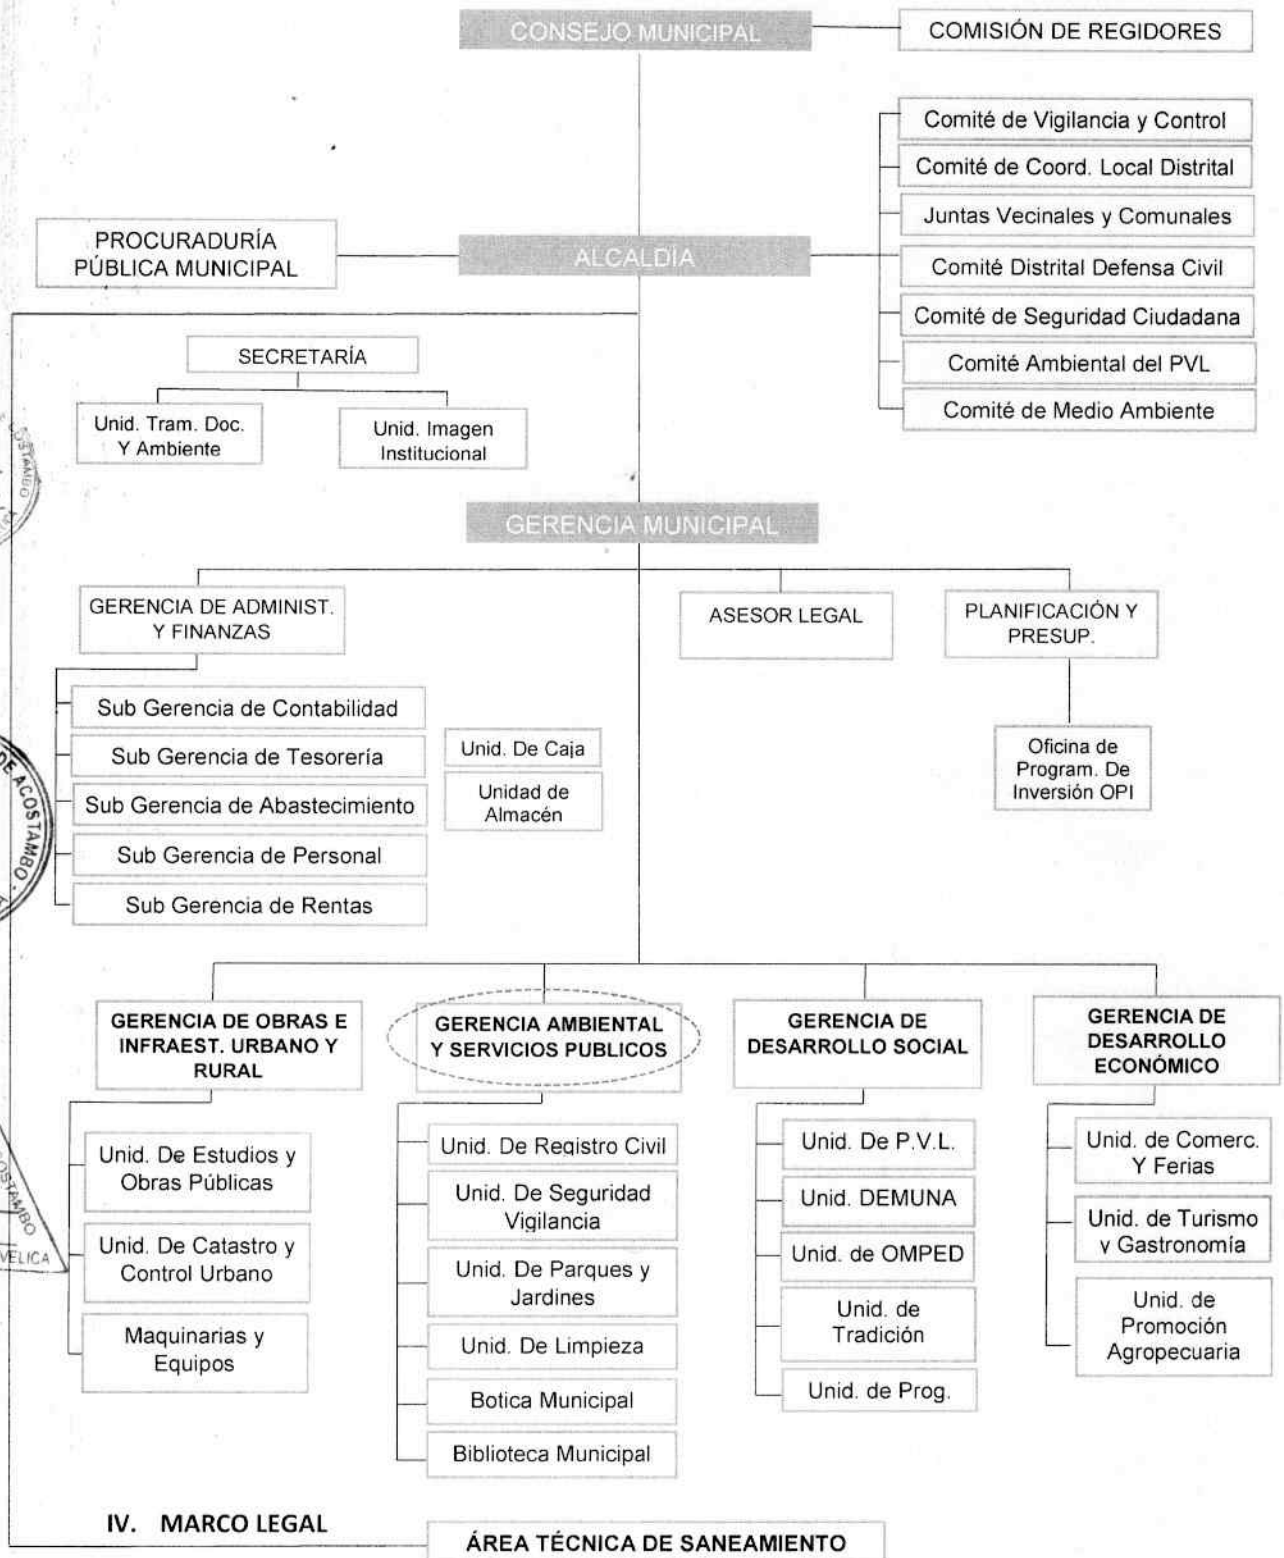 CONSEJO MUNICIPAL
COMISIÓN DE REGIDORES
Comité de Vigilancia y Control
Comité de Coord. Local Distrital
Juntas Vecinales y Comunales
PROCURADURÍA
PÚBLICA MUNICIPAL
ALCALDIA
Comité Distrital Defensa Civil
Comité de Seguridad Ciudadana
Comité Ambiental del PVL
Comité de Medio Ambiente
SECRETARÍA
Unid. Tram. Doc.
Y Ambiente
Unid. Imagen
Institucional
GERENCIA MUNICIPAL
GERENCIA DE ADMINIST.
Y FINANZAS
ASESOR LEGAL
PLANIFICACIÓN Y
PRESUP.
Sub Gerencia de Contabilidad
Sub Gerencia de Tesorería
Sub Gerencia de Abastecimiento
Sub Gerencia de Personal
Sub Gerencia de Rentas
Unid. De Caja
Unidad de
Almacén
Oficina de
Program. De
Inversión OPI
GERENCIA DE OBRAS E
INFRAEST. URBANO Y
RURAL
GERENCIA AMBIENTAL
Y SERVICIOS PUBLICOS
GERENCIA DE
DESARROLLO SOCIAL
GERENCIA DE
DESARROLLO
ECONÓMICO
Unid. De Estudios y
Obras Públicas
Unid. De Catastro y
Control Urbano
Maquinarias y
Equipos
Unid. De Registro Civil
Unid. De Seguridad
Vigilancia
Unid. De Parques y
Jardines
Unid. De Limpieza
Botica Municipal
Biblioteca Municipal
Unid. De P.V.L.
Unid. DEMUNA
Unid. de OMPED
Unid. de
Tradición
Unid. de Prog.
Unid. de Comerc.
Y Ferias
Unid. de Turismo
y Gastronomía
Unid. de
Promoción
Agropecuaria
IV. MARCO LEGAL
ÁREA TÉCNICA DE SANEAMIENTO
DE ACOSTAMBO